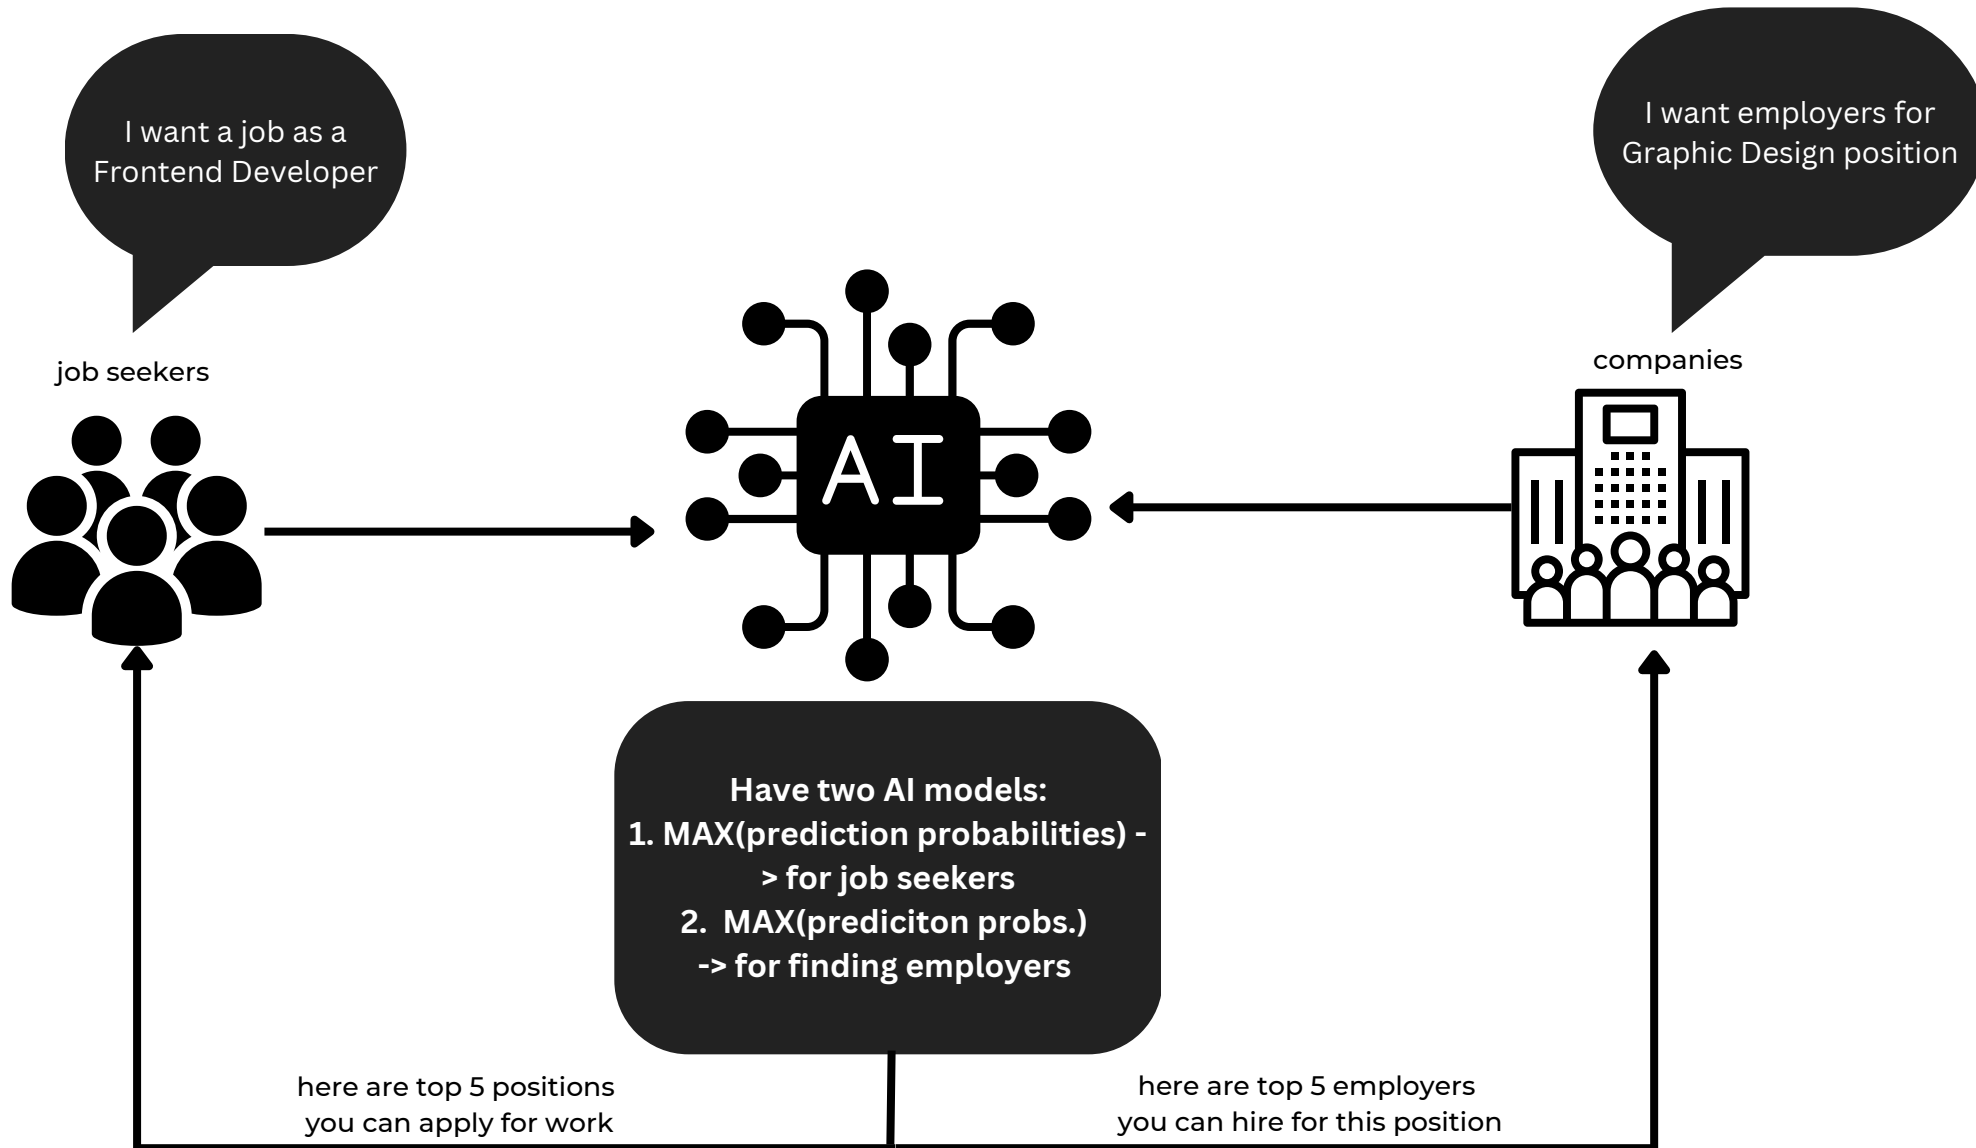 I want a job as a
Frontend Developer
I want employers for
Graphic Design position
job seekers
companies
AI
Have two AI models:
1. MAX(prediction probabilities) -
> for job seekers
2. MAX(prediciton probs.)
-> for finding employers
here are top 5 positions
you can apply for work
here are top 5 employers
you can hire for this position